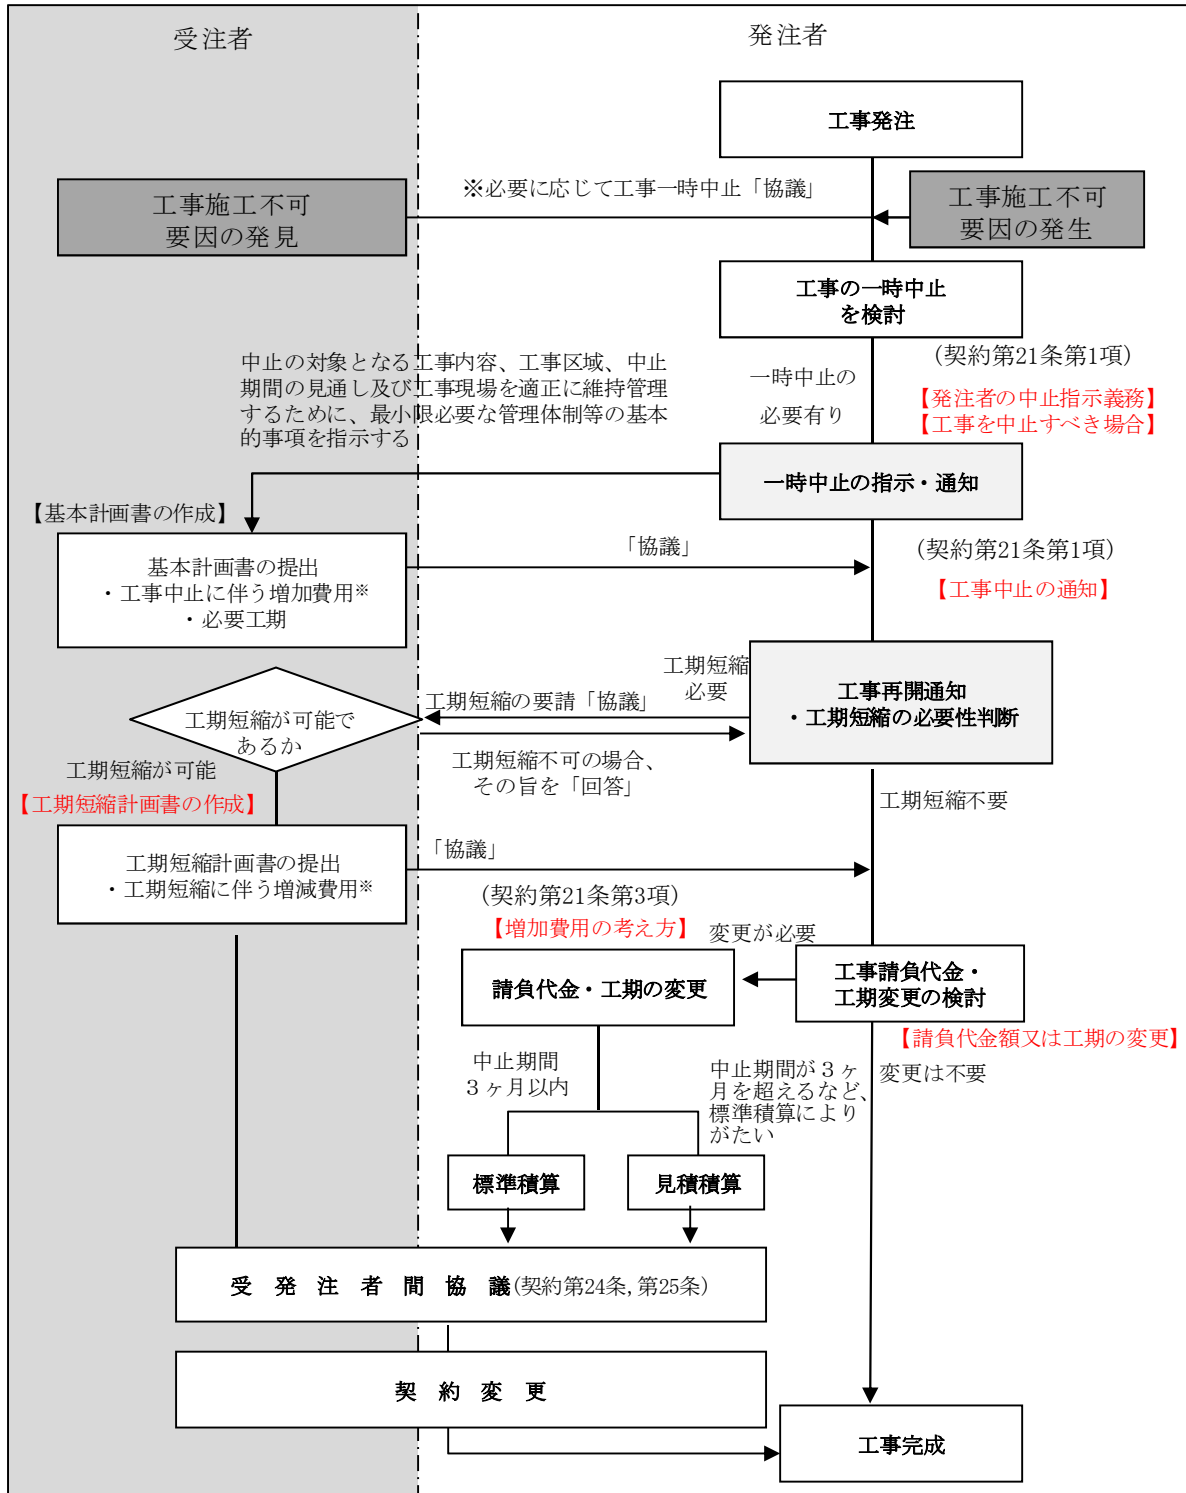 受注者
発注者
工事発注
※必要に応じて工事一時中止「協議」
工事施工不可
要因の発見
工事施工不可
要因の発生
工事の一時中止
を検討
(契約第21条第1項)
中止の対象となる工事内容、工事区域、中止
期間の見通し及び工事現場を適正に維持管理
するために、最小限必要な管理体制等の基本
的事項を指示する
一時中止の
必要有り
【発注者の中止指示義務】
【工事を中止すべき場合】
一時中止の指示・通知
【基本計画書の作成】
「協議」
(契約第21条第1項)
【工事中止の通知】
基本計画書の提出
・工事中止に伴う増加費用※
・必要工期
工期短縮
必要
工事再開通知
・工期短縮の必要性判断
工期短縮の要請「協議」
工期短縮が可能で
あるか
工期短縮不可の場合、
その旨を「回答」
工期短縮が可能
【工期短縮計画書の作成】
工期短縮不要
工期短縮計画書の提出
・工期短縮に伴う増減費用※
「協議」
(契約第21条第3項)
【増加費用の考え方】
変更が必要
請負代金・工期の変更
工事請負代金・
工期変更の検討
【請負代金額又は工期の変更】
中止期間
３ヶ月以内
中止期間が３ヶ
月を超えるなど、
標準積算により
がたい
変更は不要
標準積算
見積積算
受発注者間協議(契約第24条,第25条)
契約変更
工事完成